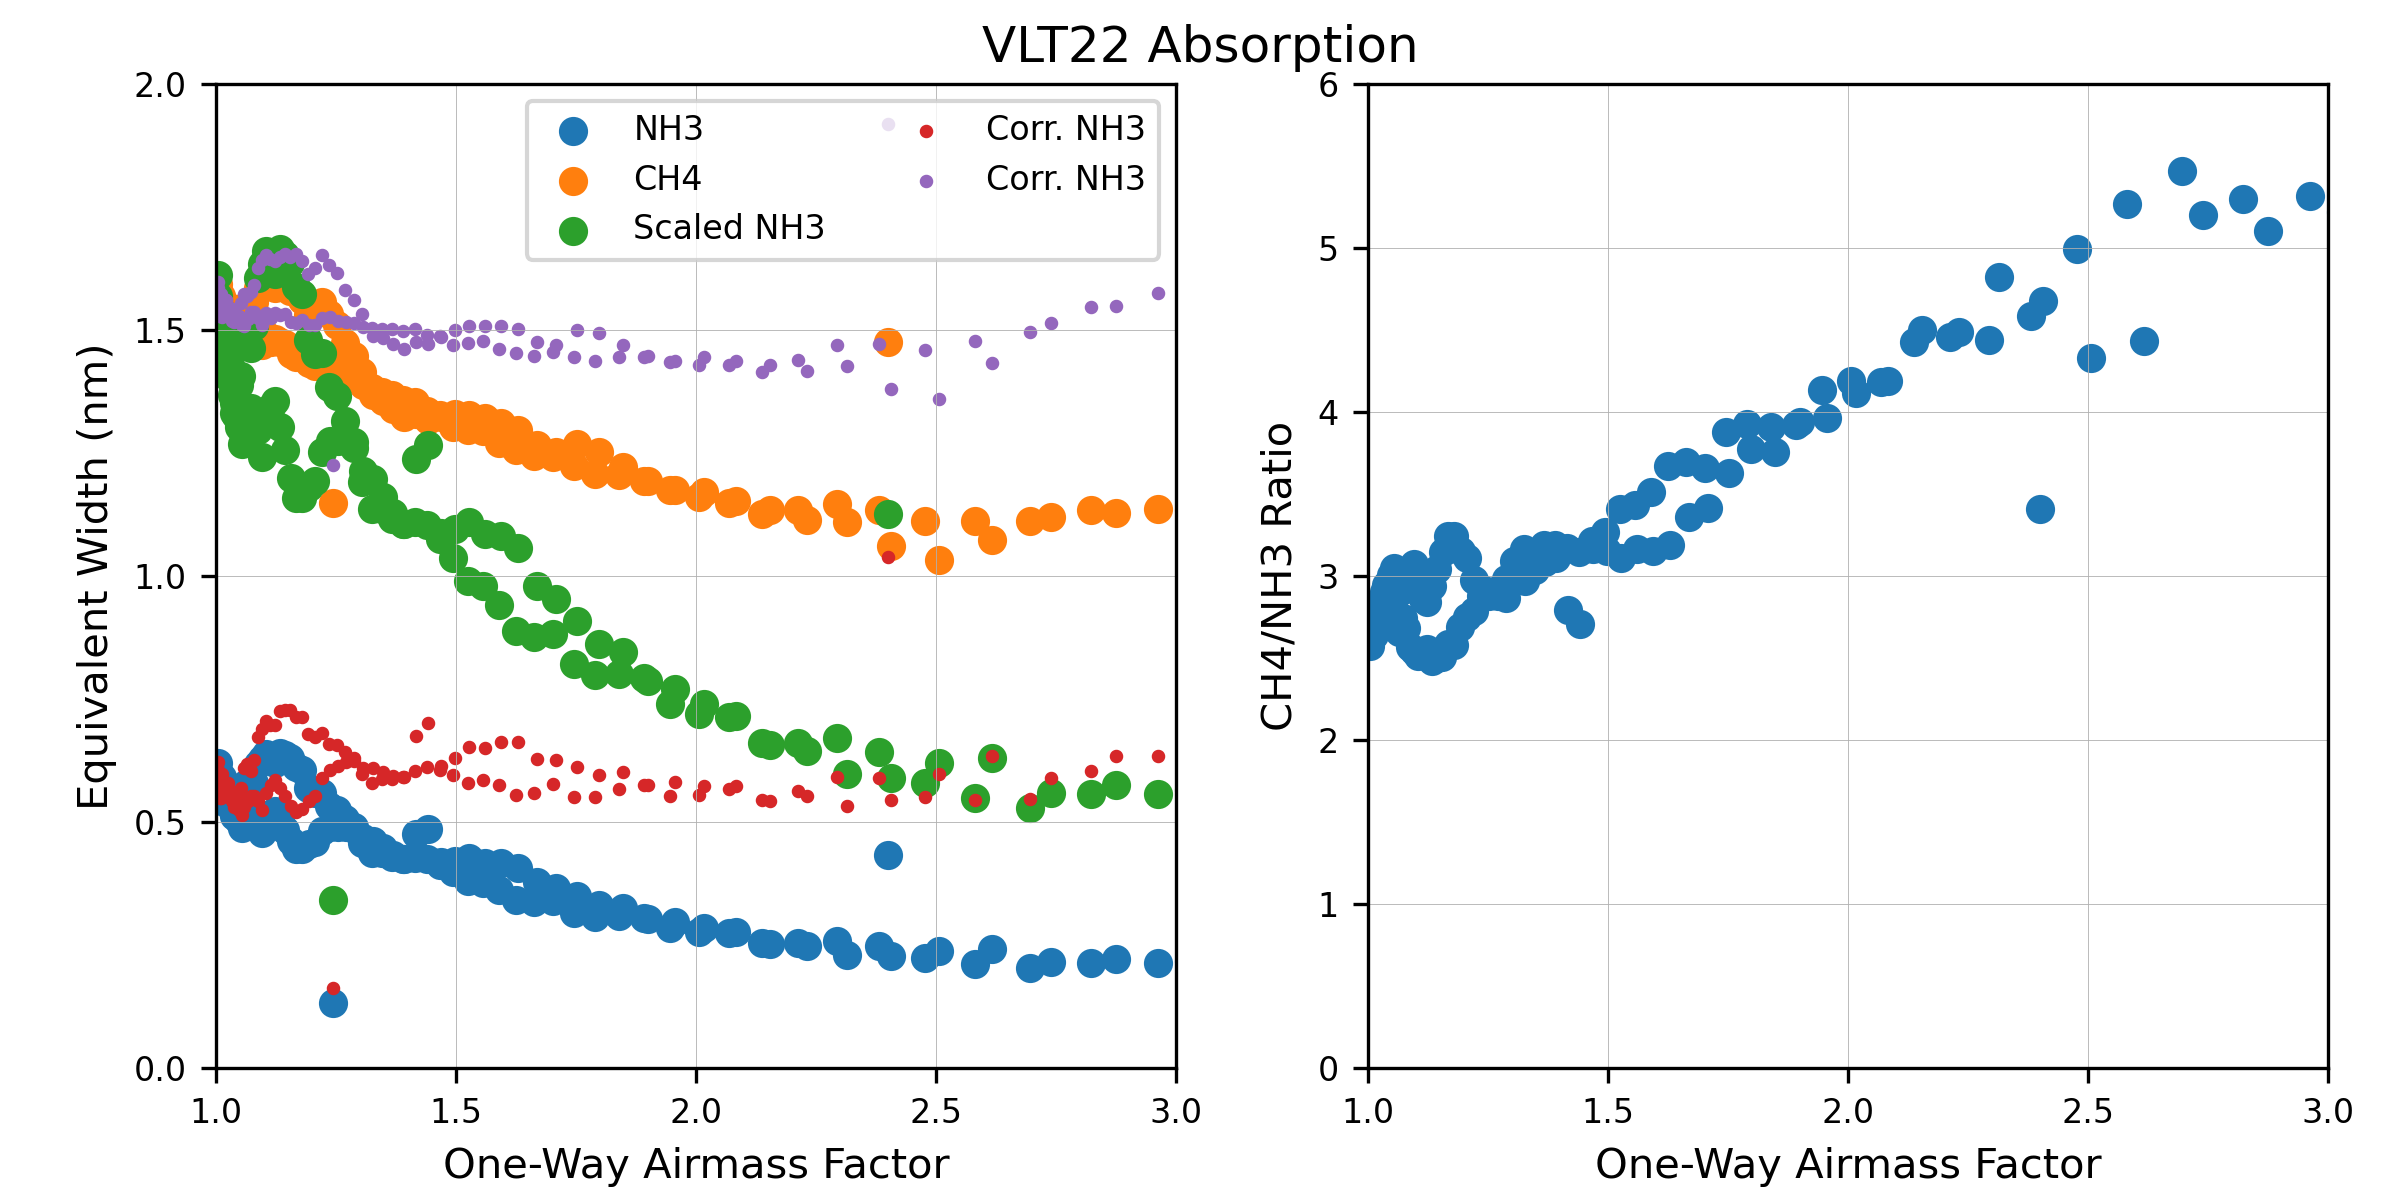 VLT22 Absorption
2.0
1.5
1.0
0.5
0.0
Equivalent Width (nm)
NH3
CH4
Scaled NH3
Corr. NH3
Corr. NH3
1.0 1.5 2.0 2.5 3.0
One-Way Airmass Factor
6
5
4
3
2
1
0
CH4/NH3 Ratio
1.0 1.5 2.0 2.5 3.0
One-Way Airmass Factor